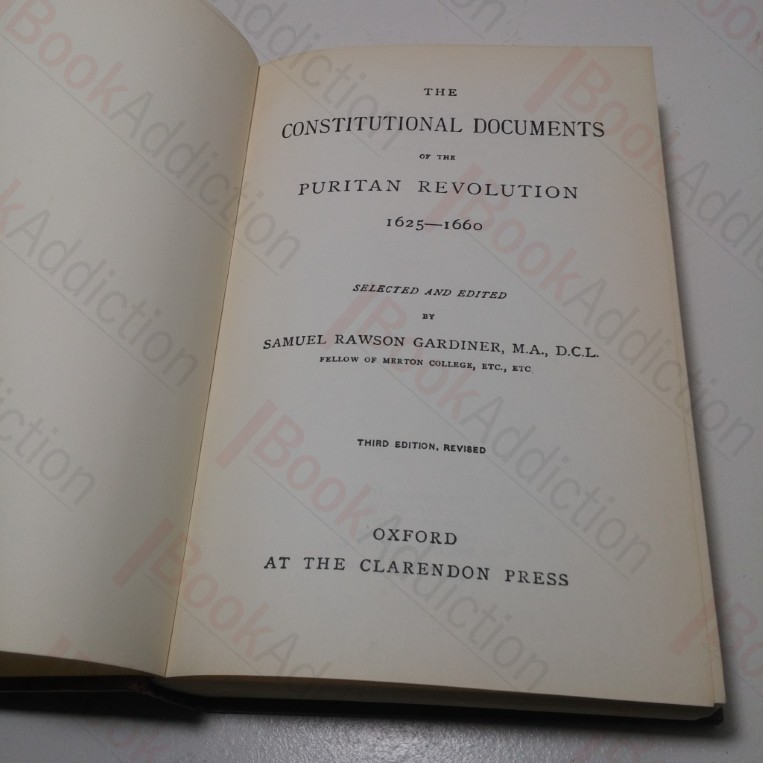 THE
CONSTITUTIONAL DOCUMENTS
OF THE
PURITAN REVOLUTION
1625—1660
SELECTED AND EDITED
BY
SAMUEL RAWSON GARDINER, M.A., D.C.L.
FELLOW OF MERTON COLLEGE, ETC., ETC.
THIRD EDITION, REVISED
OXFORD
AT THE CLARENDON PRESS
BookAddiction